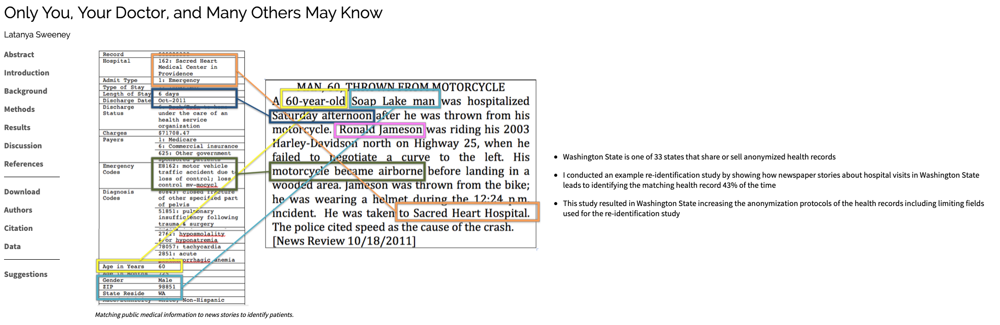 Only You, Your Doctor, and Many Others May Know
Latanya Sweeney
Abstract
Introduction
Background
Methods
Results
Discussion
References
Download
Authors
Citation
Data
Suggestions
Record
Hospital 162: Sacred Heart
Medical Center in
Providence
Admit Type 1: Emergency
Type of Stay
Length of Stay 6 days
Discharge Date Oct-2011
Discharge
Status under the care of an
health service
organization
Charges $71708.47
Payers 1: Medicare
6: Commercial insurance
625: Other government
sponsored patients
Emergency E8162: motor vehicle
Codes traffic accident due to
loss of control; loss
control mv-mocycl
Diagnosis 80843: closed fracture
Codes of other specified part
of pelvis
51851: pulmonary
insufficiency following
trauma & surgery
2761: hyposmolality
&/or hyponatremia
78057: tachycardia
2851: acute
hemorrhagic anemia
Age in Years 60
Age in Months 725
Gender Male
ZIP 98851
State Reside WA
Race/Ethnicity White, Non-Hispanic
MAN, 60, THROWN FROM MOTORCYCLE
A 60-year-old Soap Lake man was hospitalized
Saturday afternoon after he was thrown from his
motorcycle. Ronald Jameson was riding his 2003
Harley-Davidson north on Highway 25, when he
failed to negotiate a curve to the left. His
motorcycle became airborne before landing in a
wooded area. Jameson was thrown from the bike;
he was wearing a helmet during the 12:24 p.m.
incident. He was taken to Sacred Heart Hospital.
The police cited speed as the cause of the crash.
[News Review 10/18/2011]
Matching public medical information to news stories to identify patients.
• Washington State is one of 33 states that share or sell anonymized health records
• I conducted an example re-identification study by showing how newspaper stories about hospital visits in Washington State
leads to identifying the matching health record 43% of the time
• This study resulted in Washington State increasing the anonymization protocols of the health records including limiting fields
used for the re-identification study